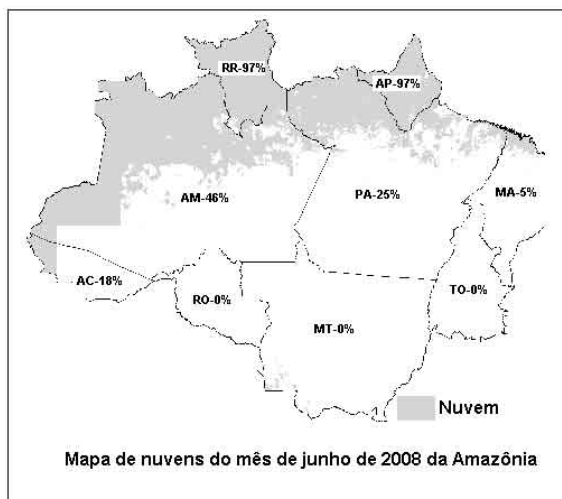 RR-97%
AP-97%
AM-46%
PA-25%
MA-5%
AC-18%
RO-0%
TO-0%
MT-0%
Nuvem
Mapa de nuvens do mês de junho de 2008 da Amazônia